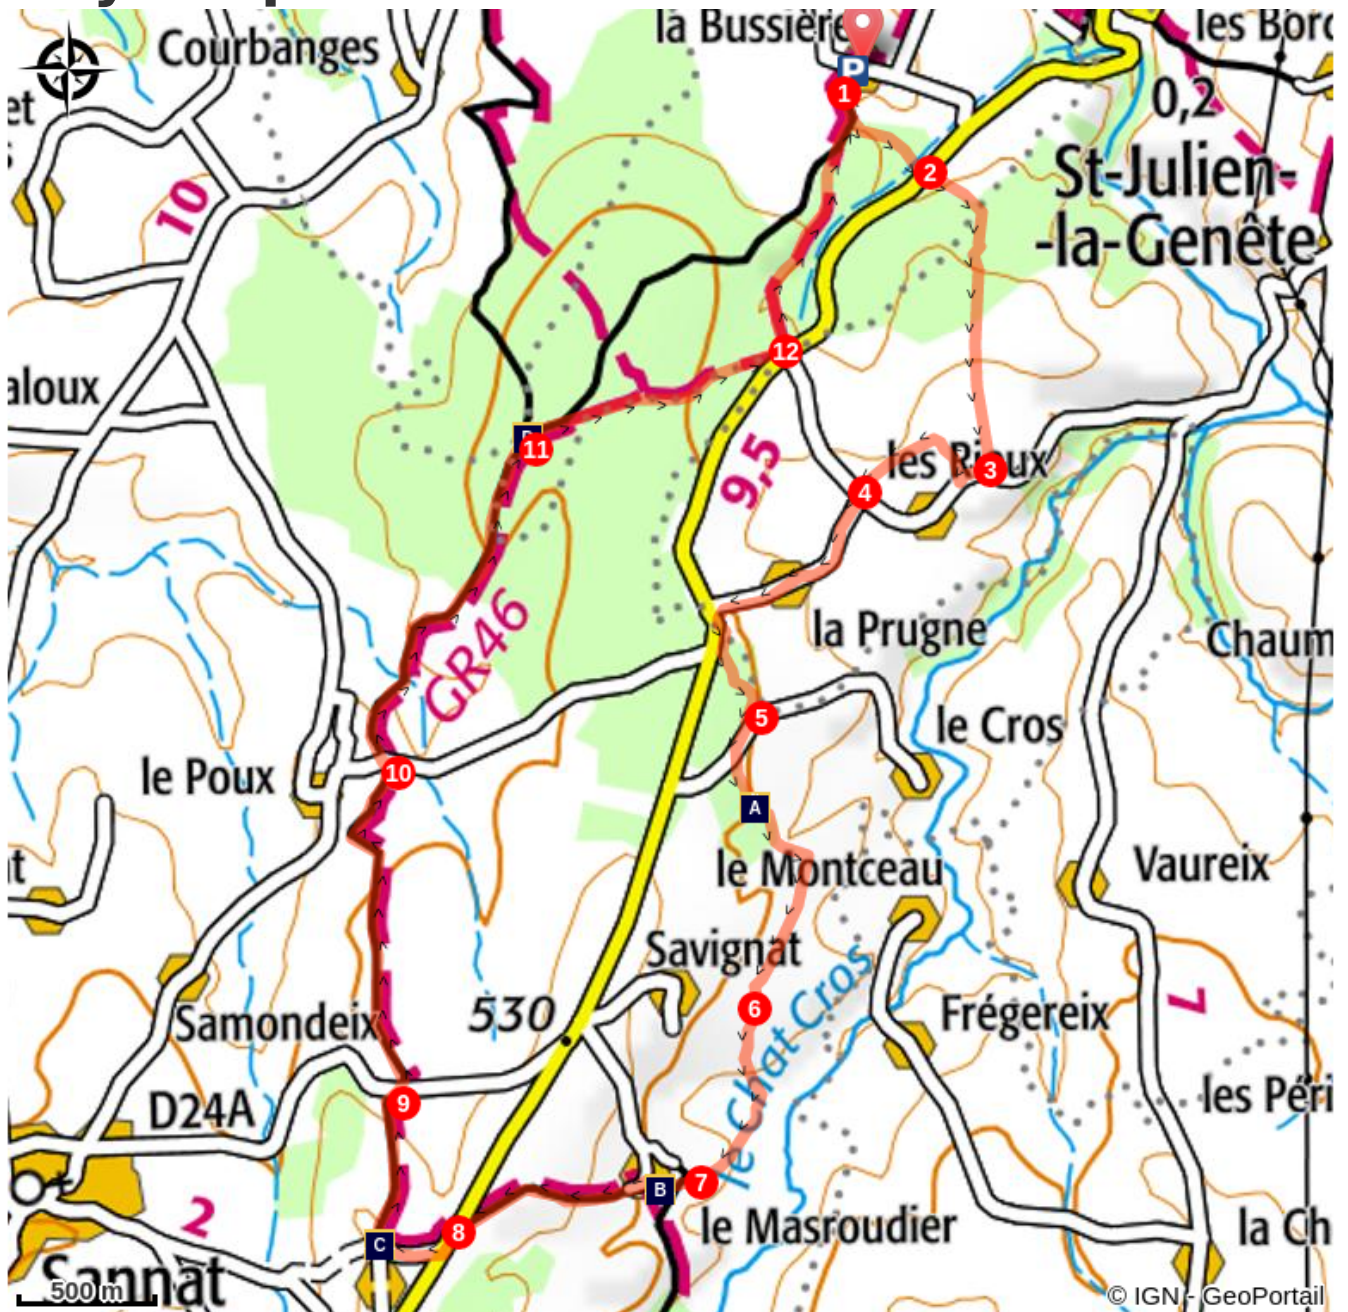 Courbanges
la Bussière
les Bord
et
P
1
0,2
2
St-Julien-
-la-Genête
10
12
aloux
11
9,5
les Rioux
3
4
la Prugne
Chaum
GR46
5
le Cros
le Poux
10
A
le Montceau
Vaureix
nt
Savignat
6
Samondeix
530
Frégereix
7
le Chat Cros
les Péri
D24A
9
7
B
2
8
le Masroudier
la Ch
C
Sannat
500 m
© IGN - GeoPortail